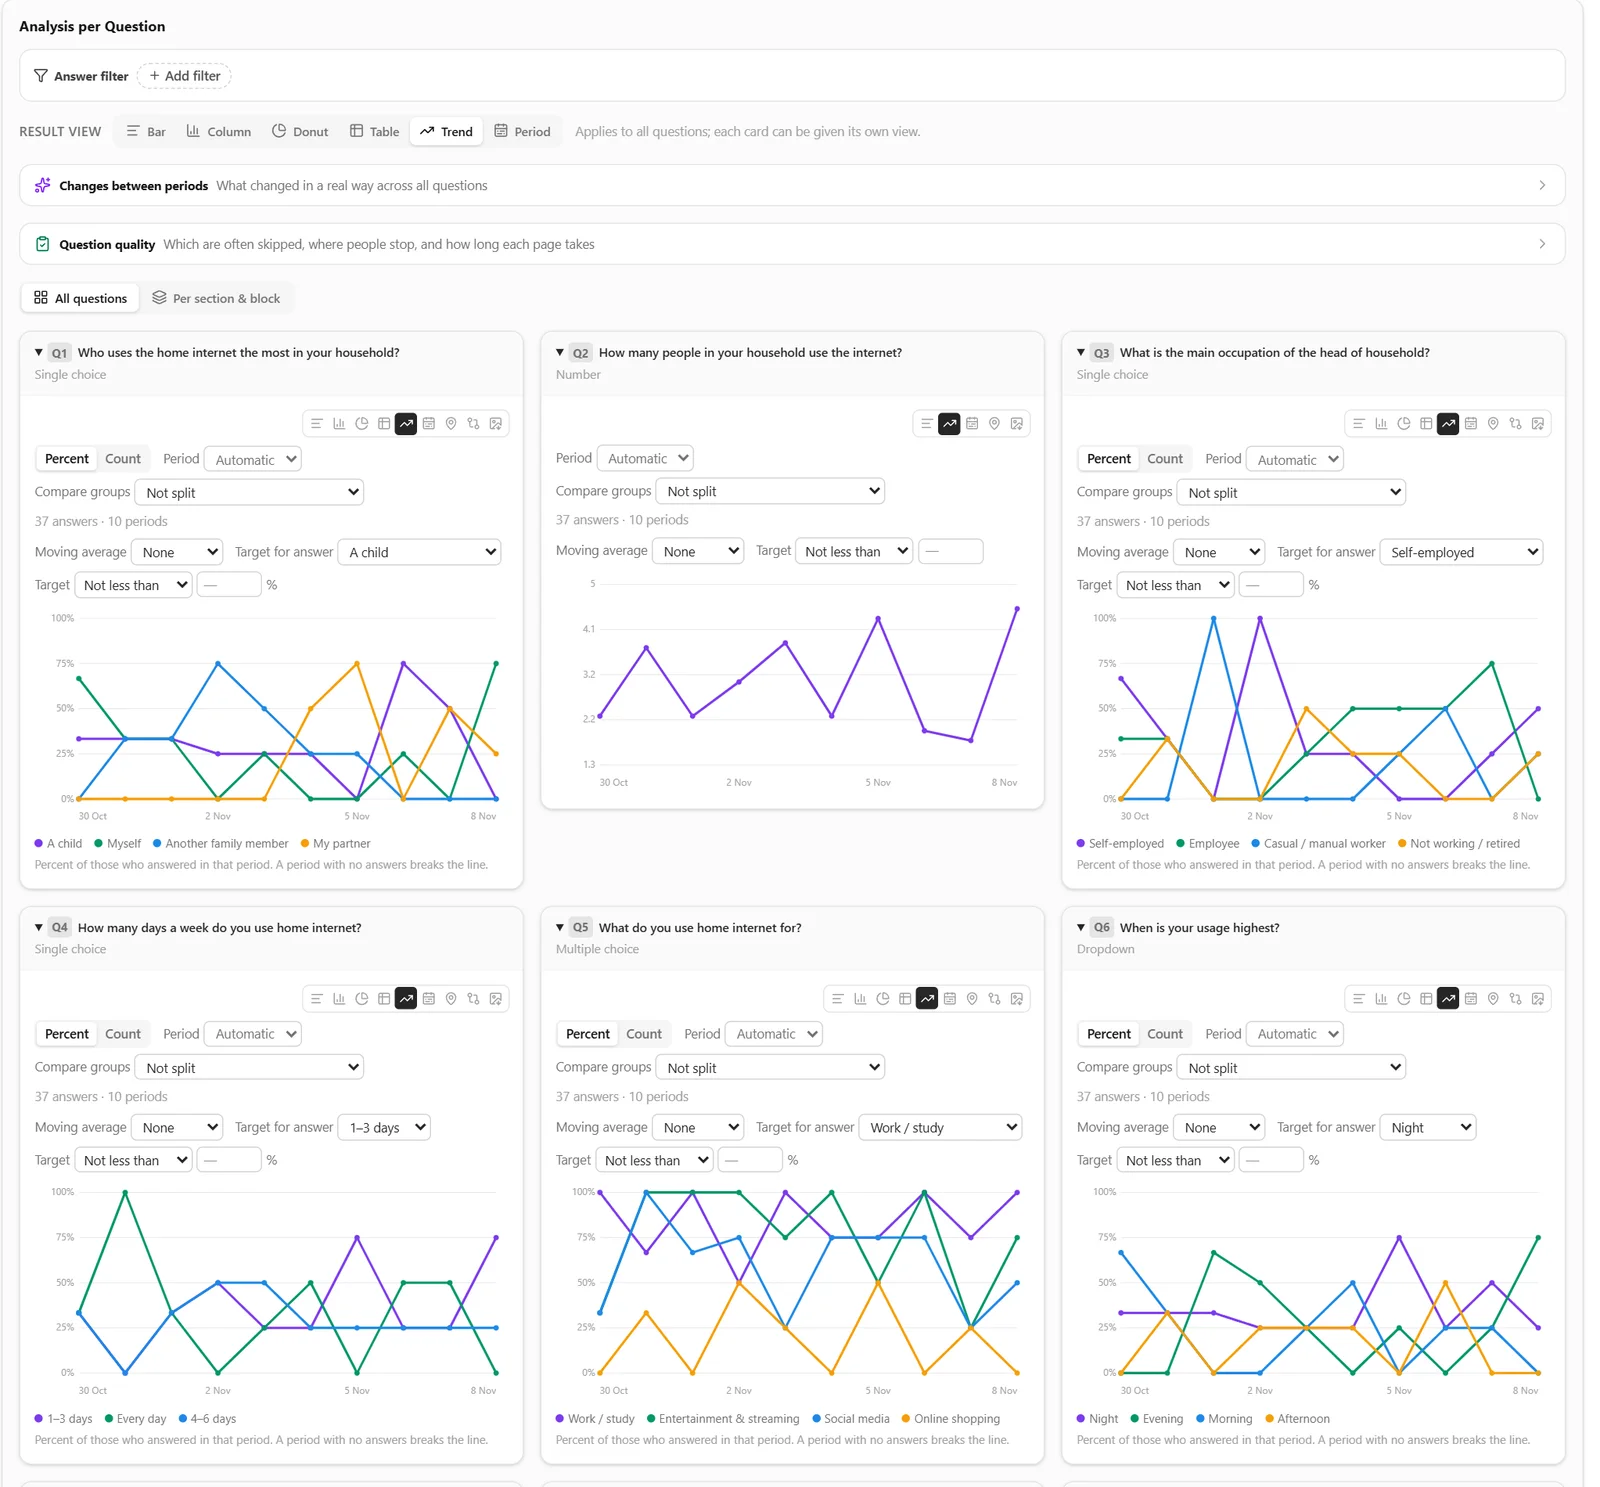 Analysis per Question
Answer filter + Add filter
RESULT VIEW Bar Column Donut Table Trend Period Applies to all questions; each card can be given its own view.
Changes between periods What changed in a real way across all questions
Question quality Which are often skipped, where people stop, and how long each page takes
All questions Per section & block
Q1 Who uses the home internet the most in your household?
Single choice
Percent Count Period Automatic
Compare groups Not split
37 answers · 10 periods
Moving average None Target for answer A child
Target Not less than — %
100%
75%
50%
25%
0%
30 Oct 2 Nov 5 Nov 8 Nov
A child Myself Another family member My partner
Percent of those who answered in that period. A period with no answers breaks the line.
Q2 How many people in your household use the internet?
Number
Period Automatic
Compare groups Not split
37 answers · 10 periods
Moving average None Target Not less than —
5
4.1
3.2
2.2
1.3
30 Oct 2 Nov 5 Nov 8 Nov
Q3 What is the main occupation of the head of household?
Single choice
Percent Count Period Automatic
Compare groups Not split
37 answers · 10 periods
Moving average None Target for answer Self-employed
Target Not less than — %
100%
75%
50%
25%
0%
30 Oct 2 Nov 5 Nov 8 Nov
Self-employed Employee Casual / manual worker Not working / retired
Percent of those who answered in that period. A period with no answers breaks the line.
Q4 How many days a week do you use home internet?
Single choice
Percent Count Period Automatic
Compare groups Not split
37 answers · 10 periods
Moving average None Target for answer 1–3 days
Target Not less than — %
100%
75%
50%
25%
0%
30 Oct 2 Nov 5 Nov 8 Nov
1–3 days Every day 4–6 days
Percent of those who answered in that period. A period with no answers breaks the line.
Q5 What do you use home internet for?
Multiple choice
Percent Count Period Automatic
Compare groups Not split
37 answers · 10 periods
Moving average None Target for answer Work / study
Target Not less than — %
100%
75%
50%
25%
0%
30 Oct 2 Nov 5 Nov 8 Nov
Work / study Entertainment & streaming Social media Online shopping
Percent of those who answered in that period. A period with no answers breaks the line.
Q6 When is your usage highest?
Dropdown
Percent Count Period Automatic
Compare groups Not split
37 answers · 10 periods
Moving average None Target for answer Night
Target Not less than — %
100%
75%
50%
25%
0%
30 Oct 2 Nov 5 Nov 8 Nov
Night Evening Morning Afternoon
Percent of those who answered in that period. A period with no answers breaks the line.